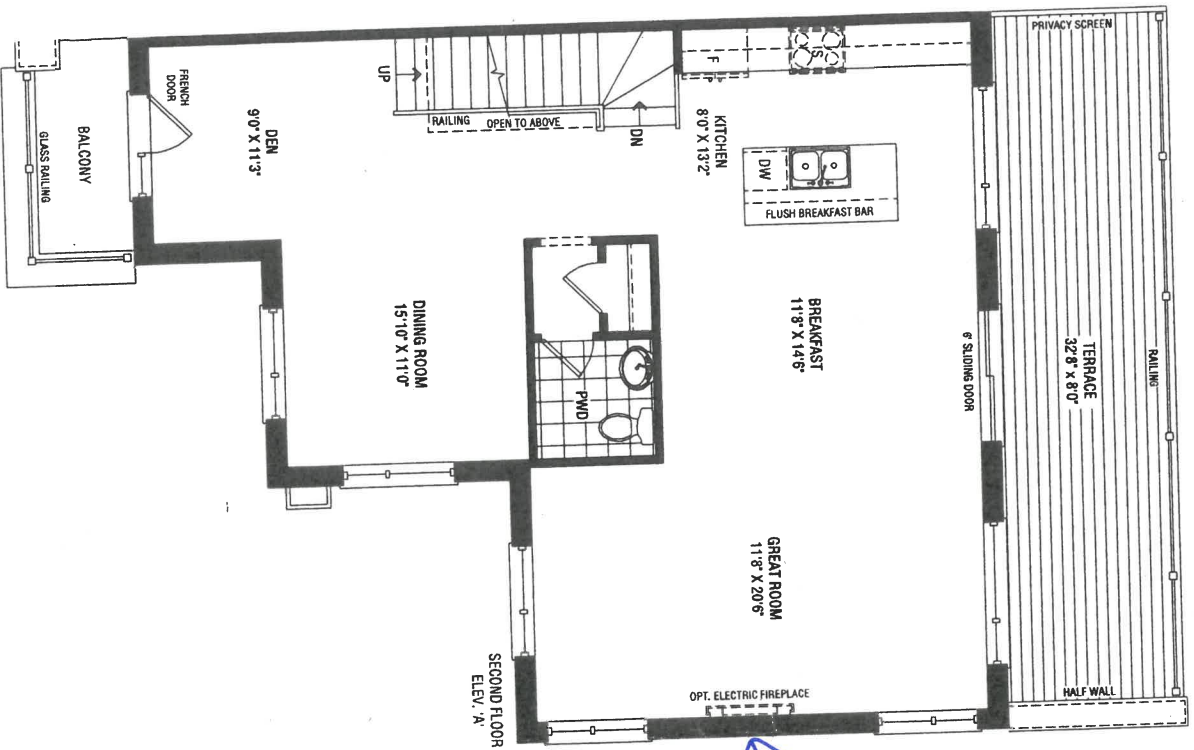 PRIVACY SCREEN
RAILING
TERRACE
32'8" x 8'0"
HALF WALL
6' SLIDING DOOR
S
F
KITCHEN
8'0" X 13'2"
DW
FLUSH BREAKFAST BAR
BREAKFAST
11'8" X 14'6"
GREAT ROOM
11'8" X 20'6"
OPT. ELECTRIC FIREPLACE
DN
UP
RAILING
OPEN TO ABOVE
PWD
DINING ROOM
15'10" X 11'0"
DEN
9'0" X 11'3"
FRENCH
DOOR
BALCONY
GLASS RAILING
SECOND FLOOR
ELEV. 'A'